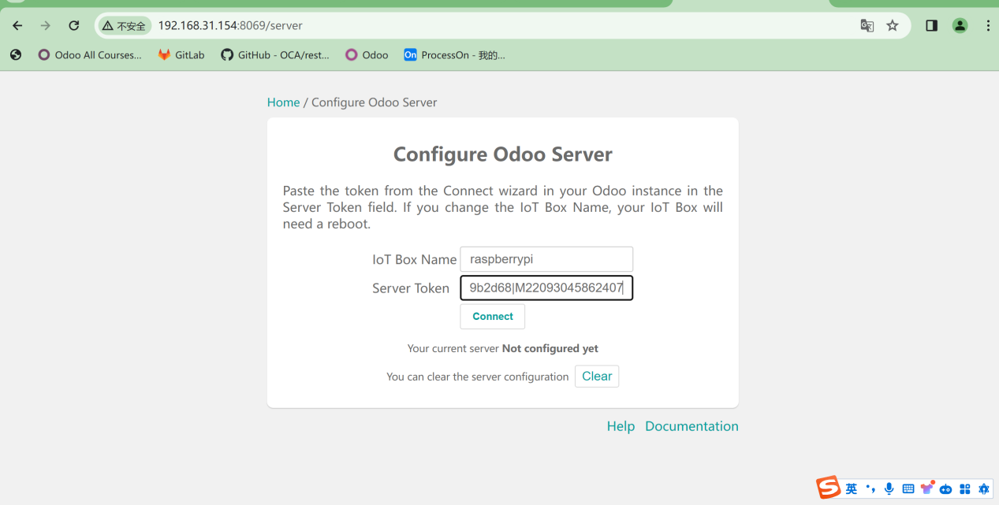 不安全 192.168.31.154:8069/server
Odoo All Courses... GitLab GitHub - OCA/rest... Odoo On ProcessOn - 我的...
Home / Configure Odoo Server
Configure Odoo Server
Paste the token from the Connect wizard in your Odoo instance in the
Server Token field. If you change the IoT Box Name, your IoT Box will
need a reboot.
IoT Box Name raspberrypi
Server Token 9b2d68|M22093045862407
Connect
Your current server Not configured yet
You can clear the server configuration Clear
Help Documentation
英